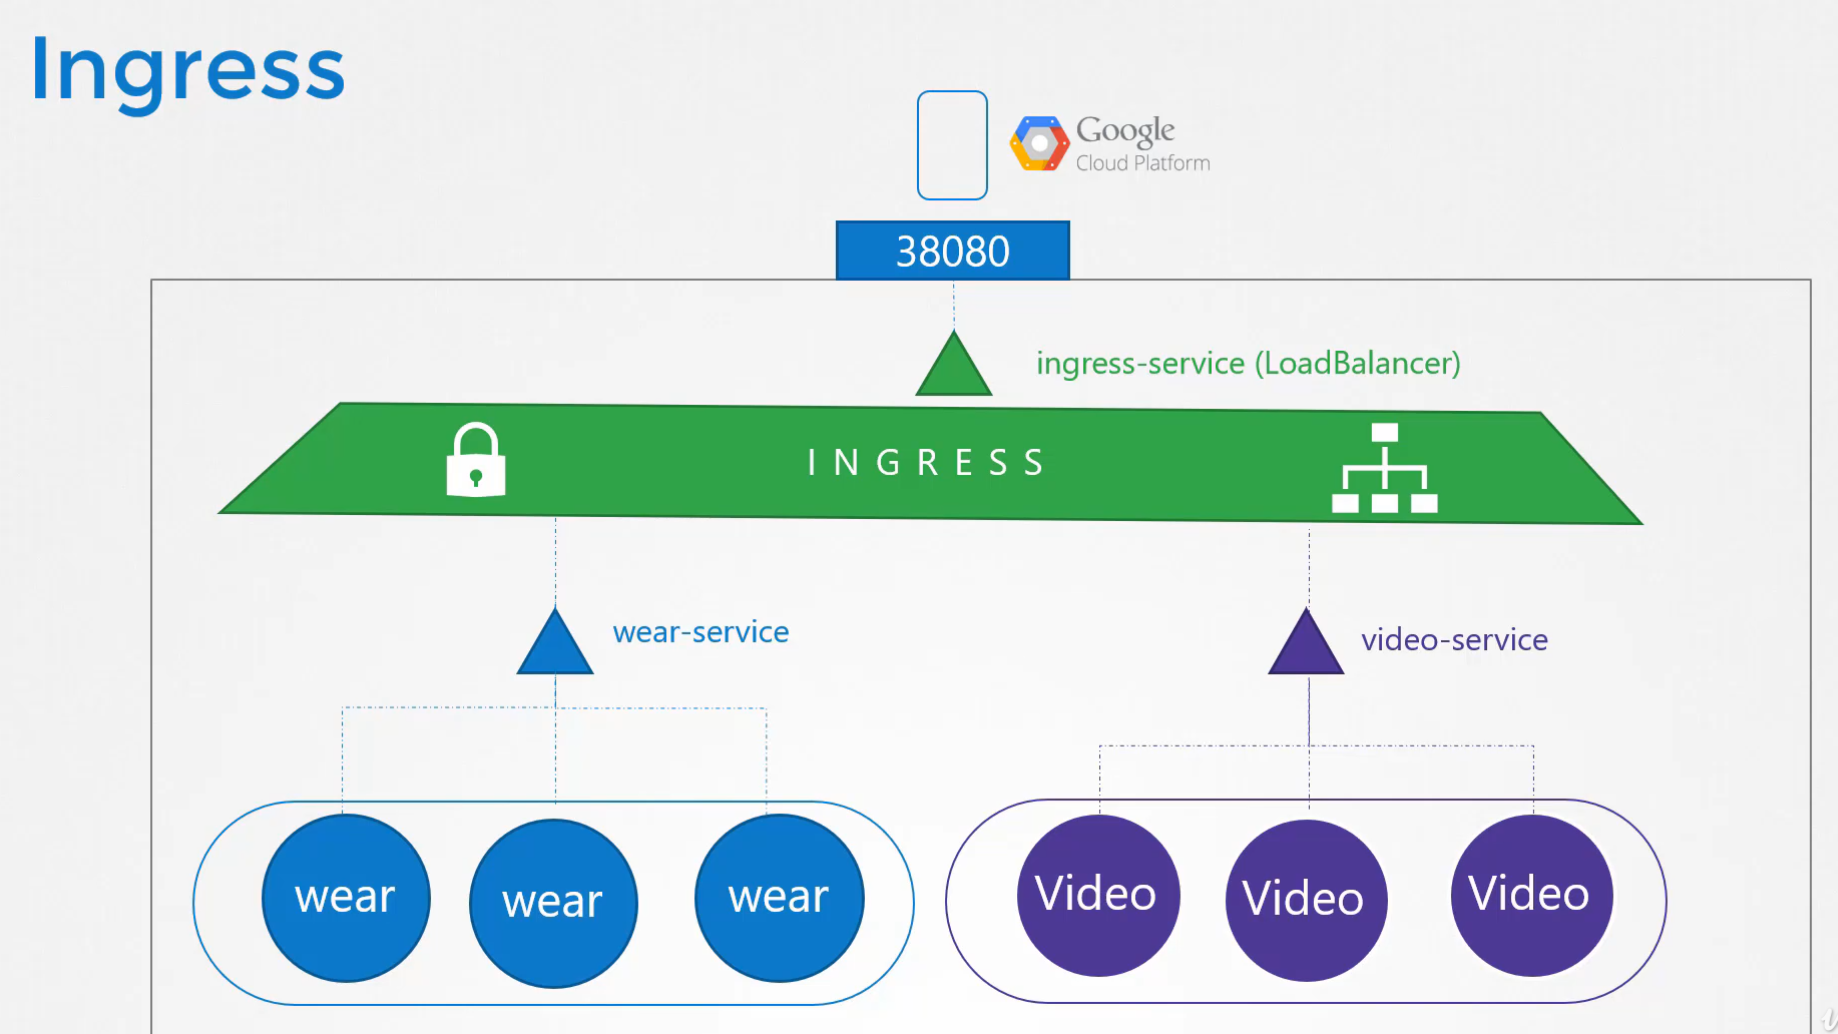 Ingress
Google
Cloud Platform
38080
ingress-service (LoadBalancer)
INGRESS
wear-service
video-service
wear
wear
wear
Video
Video
Video